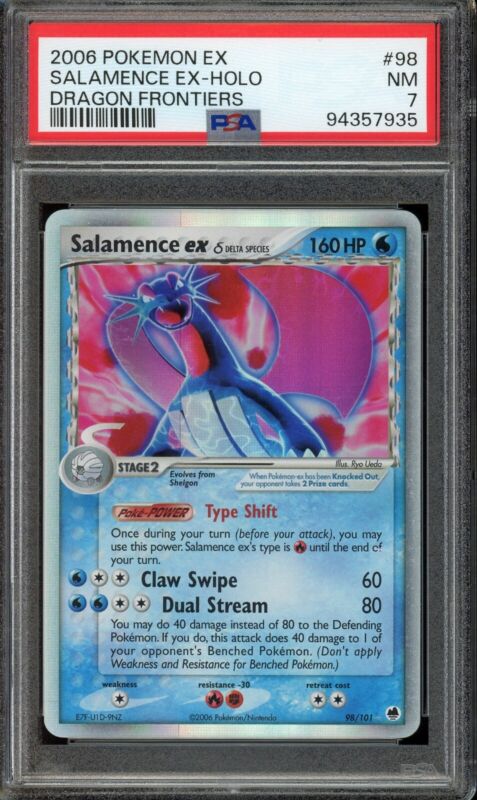 2006 POKEMON EX #98
SALAMENCE EX-HOLO NM
DRAGON FRONTIERS 7
PSA 94357935
Salamence ex δ DELTA SPECIES 160 HP
Illus. Ryo Ueda
STAGE 2
Evolves from
Shelgon
When Pokémon-ex has been Knocked Out,
your opponent takes 2 Prize cards.
Poké-POWER Type Shift
Once during your turn (before your attack), you may
use this power. Salamence ex's type is until the end of
your turn.
Claw Swipe 60
Dual Stream 80
You may do 40 damage instead of 80 to the Defending
Pokémon. If you do, this attack does 40 damage to 1 of
your opponent's Benched Pokémon. (Don't apply
Weakness and Resistance for Benched Pokémon.)
weakness resistance -30 retreat cost
E7F-U1D-9NZ ©2006 Pokémon/Nintendo 98/101
PSA